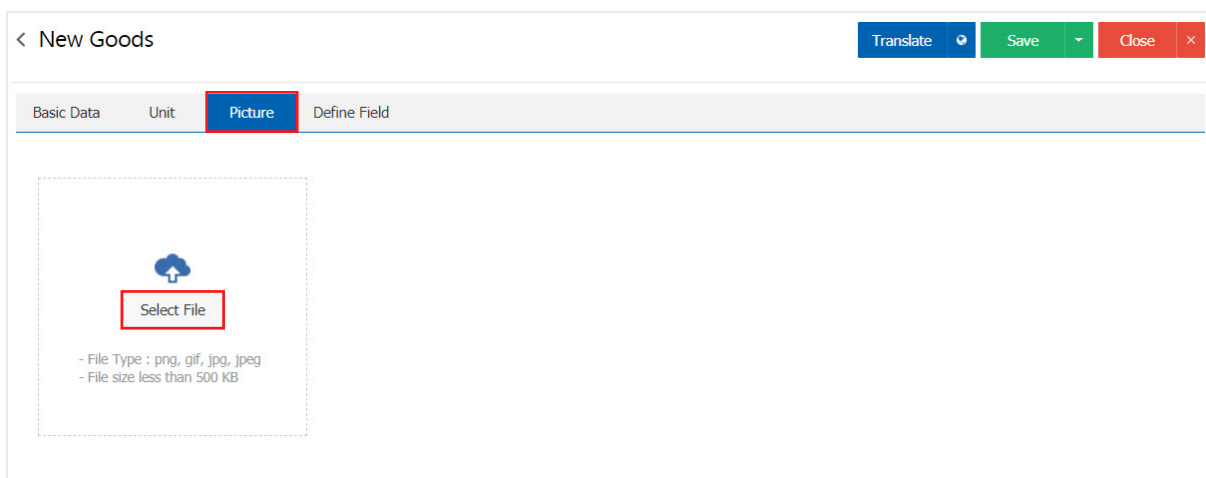 New Goods
Translate Save Close
Basic Data Unit Picture Define Field
Select File
- File Type : png, gif, jpg, jpeg
- File size less than 500 KB